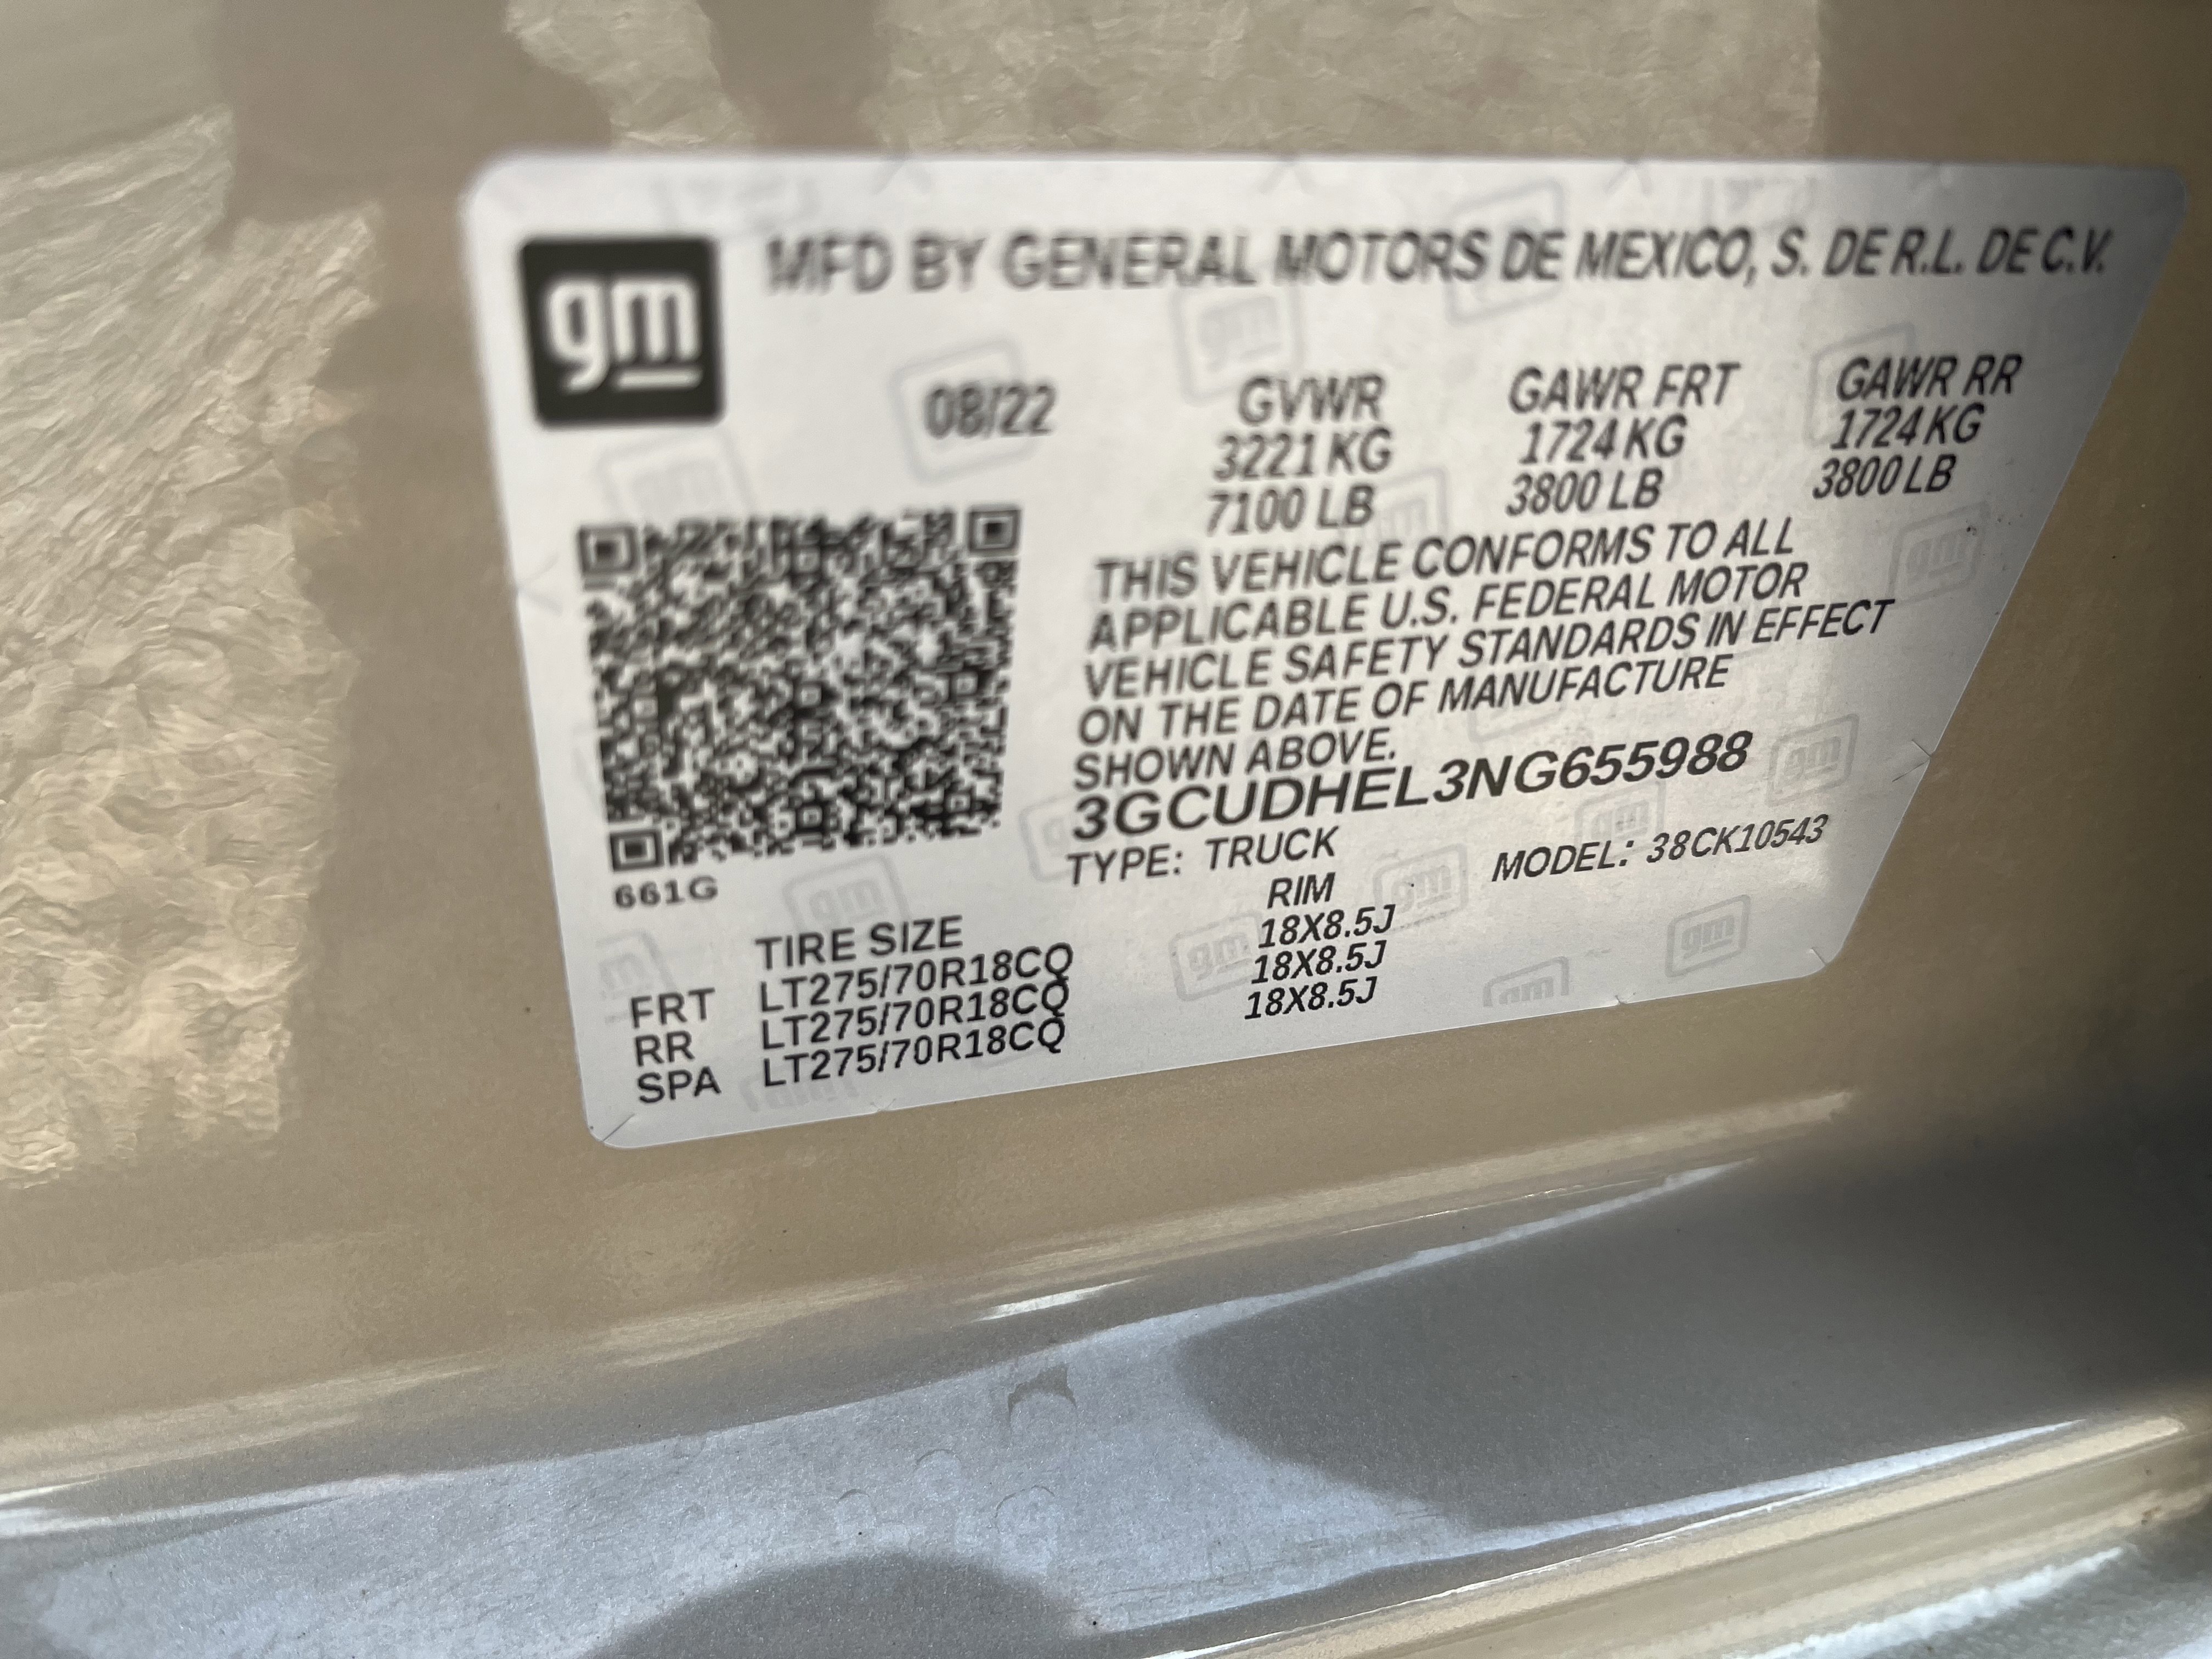 gm MFD BY GENERAL MOTORS DE MEXICO, S. DE R.L. DE C.V.
08/22
GVWR GAWR FRT GAWR RR
3221 KG 1724 KG 1724 KG
7100 LB 3800 LB 3800 LB
THIS VEHICLE CONFORMS TO ALL
APPLICABLE U.S. FEDERAL MOTOR
VEHICLE SAFETY STANDARDS IN EFFECT
ON THE DATE OF MANUFACTURE
SHOWN ABOVE.
3GCUDHEL3NG655988
TYPE: TRUCK MODEL: 38CK10543
661G
TIRE SIZE RIM
FRT LT275/70R18CQ 18X8.5J
RR LT275/70R18CQ 18X8.5J
SPA LT275/70R18CQ 18X8.5J